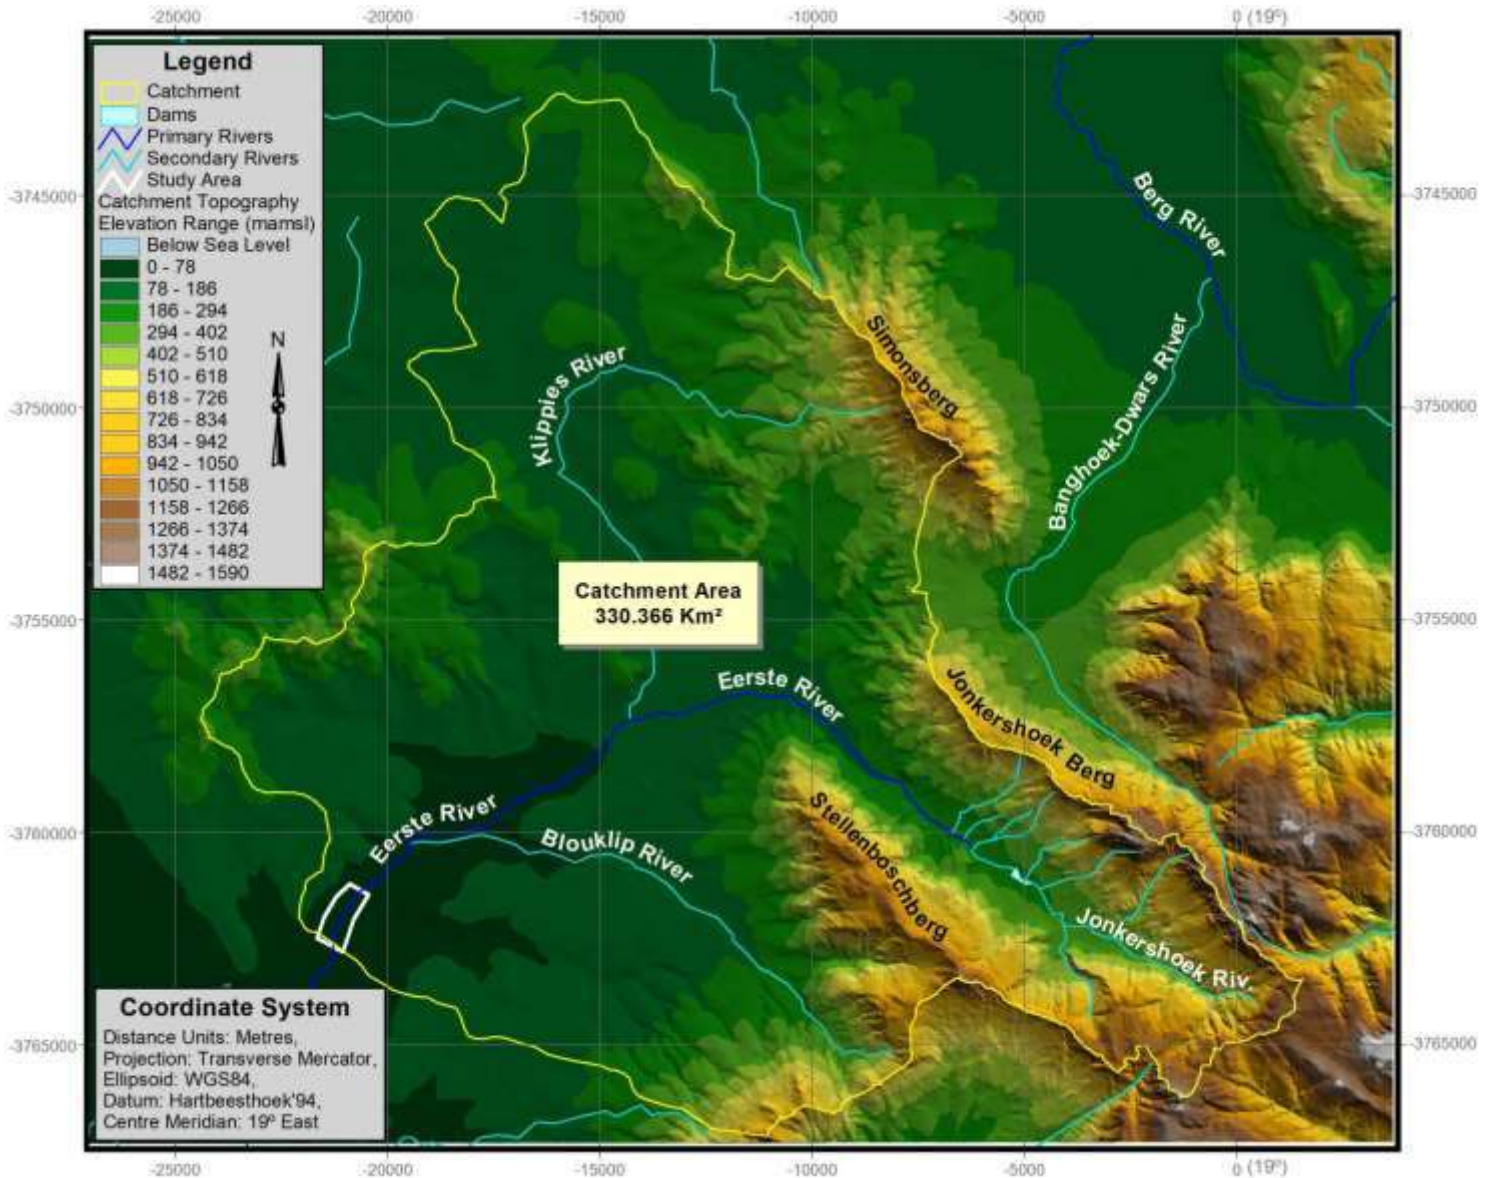 -25000 -20000 -15000 -10000 -5000 0 (19º)
Legend
Catchment
Dams
Primary Rivers
Secondary Rivers
Study Area
Catchment Topography
Elevation Range (mamsl)
Below Sea Level
0 - 78
78 - 186
186 - 294
294 - 402
402 - 510
510 - 618
618 - 726
726 - 834
834 - 942
942 - 1050
1050 - 1158
1158 - 1266
1266 - 1374
1374 - 1482
1482 - 1590
N
-3745000
-3750000
-3755000
-3760000
-3765000
Berg River
Simonsberg
Klippies River
Banghoek-Dwars River
Catchment Area
330.366 Km²
Eerste River
Jonkershoek Berg
Stellenboschberg
Eerste River
Blouklip River
Jonkershoek Riv.
-3745000
-3750000
-3755000
-3760000
-3765000
Coordinate System
Distance Units: Metres,
Projection: Transverse Mercator,
Ellipsoid: WGS84,
Datum: Hartbeesthoek'94,
Centre Meridian: 19º East
-25000 -20000 -15000 -10000 -5000 0 (19º)